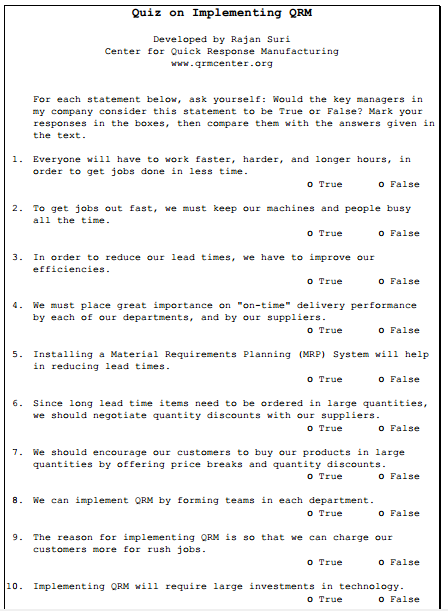 Quiz on Implementing QRM
Developed by Rajan Suri
Center for Quick Response Manufacturing
www.qrmcenter.org
For each statement below, ask yourself: Would the key managers in
my company consider this statement to be True or False? Mark your
responses in the boxes, then compare them with the answers given in
the text.
1. Everyone will have to work faster, harder, and longer hours, in
order to get jobs done in less time.
o True o False
2. To get jobs out fast, we must keep our machines and people busy
all the time.
o True o False
3. In order to reduce our lead times, we have to improve our
efficiencies.
o True o False
4. We must place great importance on "on-time" delivery performance
by each of our departments, and by our suppliers.
o True o False
5. Installing a Material Requirements Planning (MRP) System will help
in reducing lead times.
o True o False
6. Since long lead time items need to be ordered in large quantities,
we should negotiate quantity discounts with our suppliers.
o True o False
7. We should encourage our customers to buy our products in large
quantities by offering price breaks and quantity discounts.
o True o False
8. We can implement QRM by forming teams in each department.
o True o False
9. The reason for implementing QRM is so that we can charge our
customers more for rush jobs.
o True o False
10. Implementing QRM will require large investments in technology.
o True o False